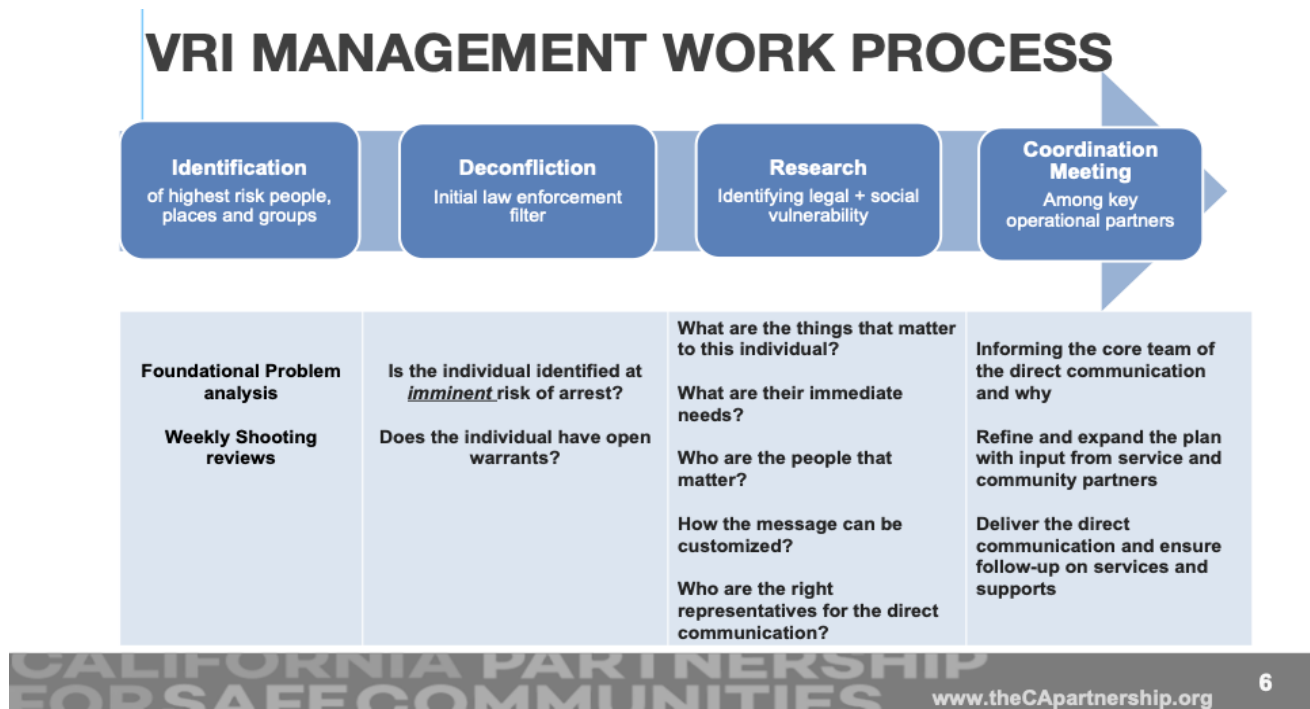 VRI MANAGEMENT WORK PROCESS
Identification
of highest risk people,
places and groups
Deconfliction
Initial law enforcement
filter
Research
Identifying legal + social
vulnerability
Coordination
Meeting
Among key
operational partners
Foundational Problem
analysis
Weekly Shooting
reviews
Is the individual identified at
imminent risk of arrest?
Does the individual have open
warrants?
What are the things that matter
to this individual?
What are their immediate
needs?
Who are the people that
matter?
How the message can be
customized?
Who are the right
representatives for the direct
communication?
Informing the core team of
the direct communication
and why
Refine and expand the plan
with input from service and
community partners
Deliver the direct
communication and ensure
follow-up on services and
supports
CALIFORNIA PARTNERSHIP
FOR SAFE COMMUNITIES
www.theCApartnership.org
6